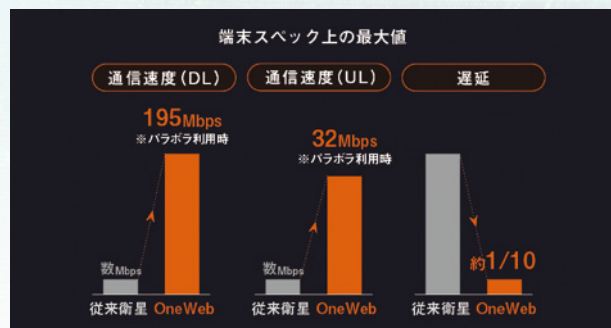 端末スペック上の最大値
通信速度(DL)
通信速度(UL)
遅延
195Mbps
※パラボラ利用時
32Mbps
※パラボラ利用時
数Mbps
数Mbps
約1/10
従来衛星 OneWeb
従来衛星 OneWeb
従来衛星 OneWeb